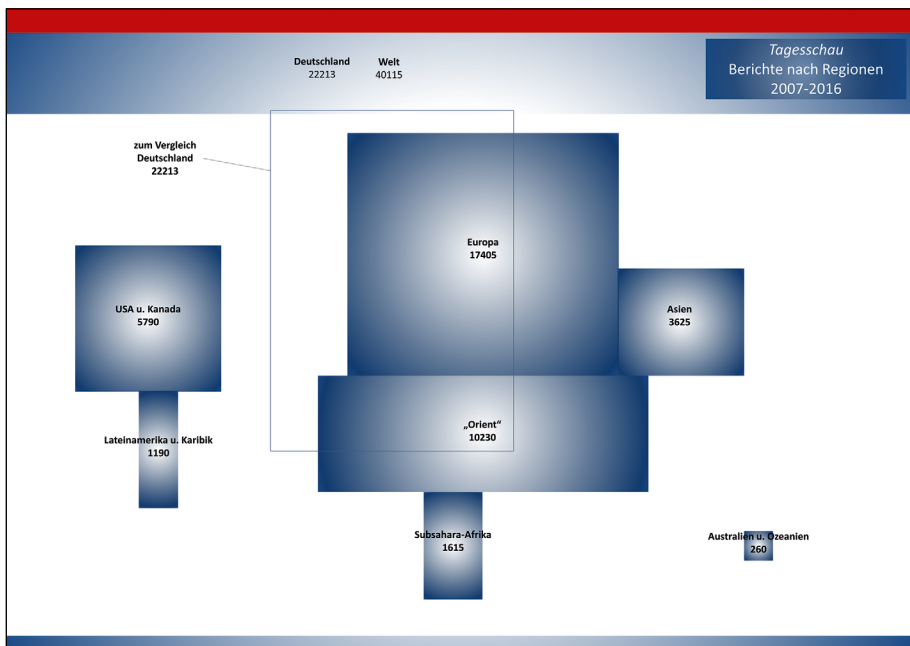 Tagesschau
Berichte nach Regionen
2007-2016
Deutschland Welt
22213 40115
zum Vergleich
Deutschland
22213
Europa
17405
USA u. Kanada
5790
Asien
3625
„Orient“
10230
Lateinamerika u. Karibik
1190
Subsahara-Afrika
1615
Australien u. Ozeanien
260